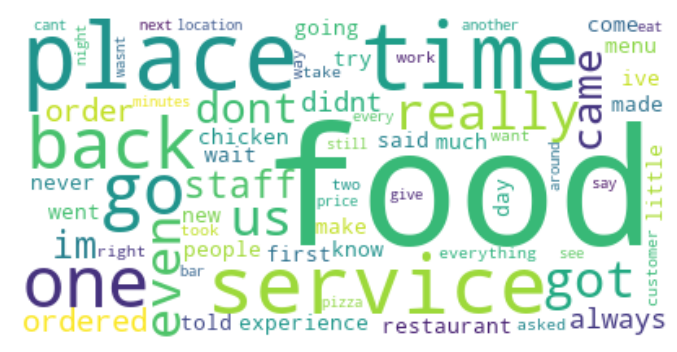 cant
night
wasnt
next
location
going
another
come
eat
place
time
way
take
try
work
menu
ive
order
minutes
dont
didnt
really
came
made
back
chicken
wait
every
still
said
much
want
food
around
little
never
go
staff
two
price
give
day
say
went
us
new
took
make
im
right
even
people
first
know
everything
see
customer
one
bar
service
pizza
got
ordered
told
experience
restaurant
asked
always